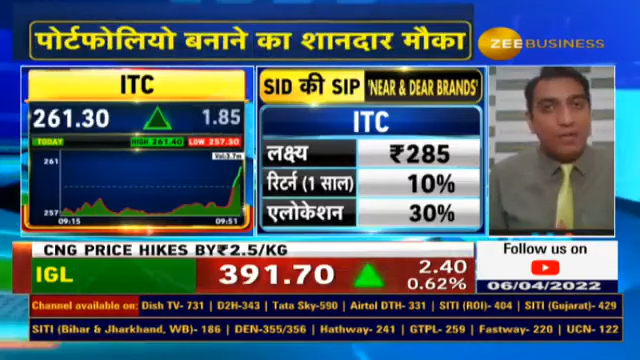 पोर्टफोलियो बनाने का शानदार मौका
ZEE BUSINESS
ITC
261.30 1.85
TODAY HIGH 261.40 LOW 257.30
Vol:3.7m
261
257
09:15 09:51
SID की SIP 'NEAR & DEAR BRANDS'
ITC
लक्ष्य ₹285
रिटर्न (1 साल) 10%
एलोकेशन 30%
CNG PRICE HIKES BY₹2.5/KG
IGL 391.70 2.40
0.62%
Follow us on
06/04/2022
Channel available on: Dish TV- 731 | D2H-343 | Tata Sky-590 | Airtel DTH- 331 | SITI (ROI)- 404 | SITI (Gujarat)- 429
SITI (Bihar & Jharkhand, WB)- 186 | DEN-355/356 | Hathway- 241 | GTPL- 259 | Fastway- 220 | UCN- 122